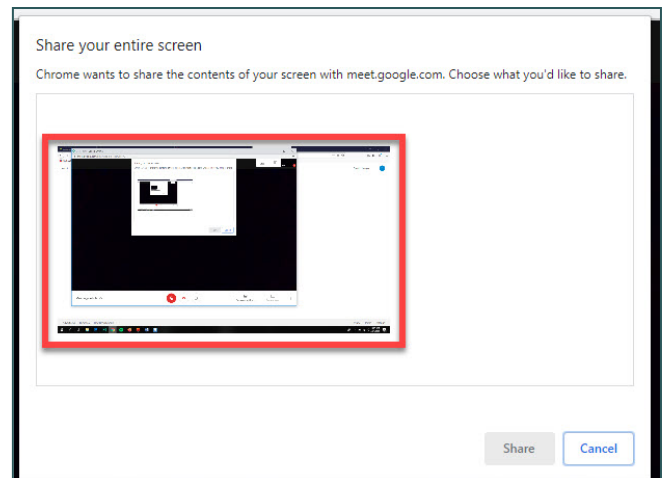 Share your entire screen
Chrome wants to share the contents of your screen with meet.google.com. Choose what you'd like to share.
Share
Cancel